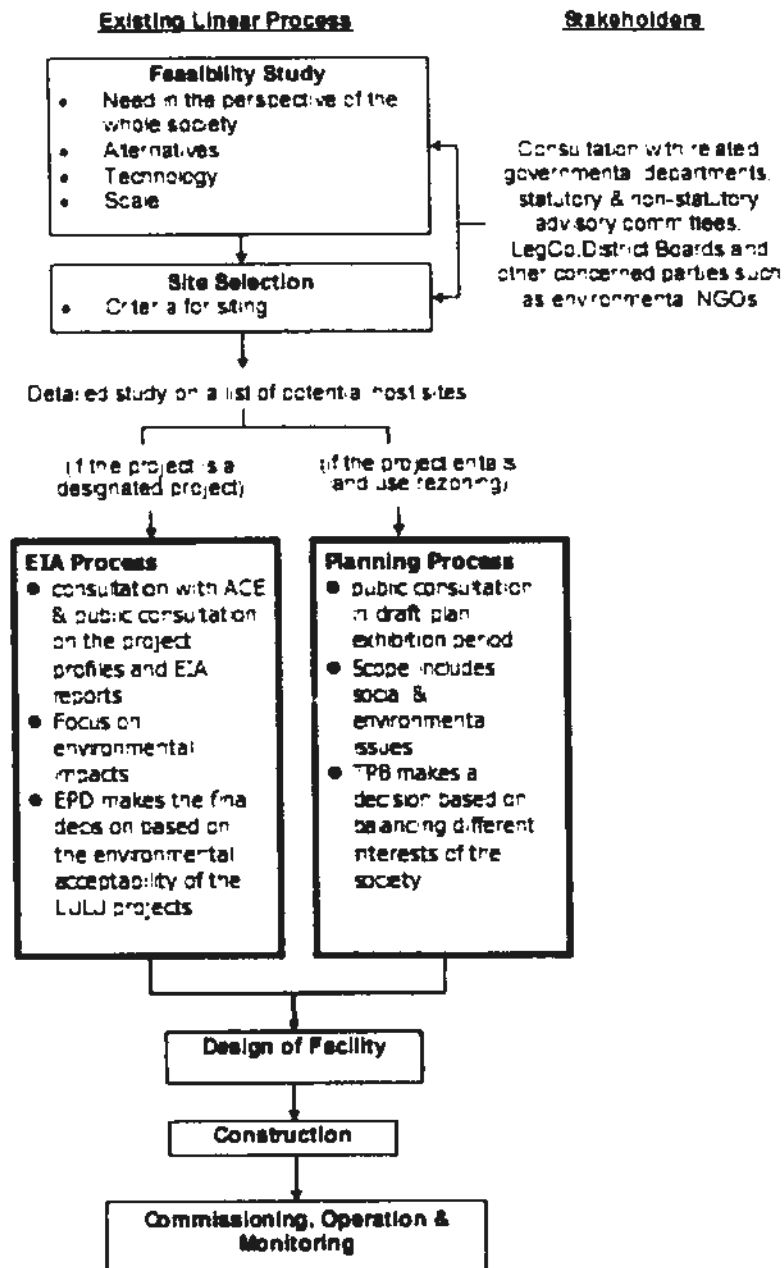 Existing Linear Process
Stakeholders
Feasibility Study
• Need in the perspective of the
whole society
• Alternatives
• Technology
• Scale
Consultation with related
governmental departments,
statutory & non-statutory
advisory committees,
LegCo, District Boards and
other concerned parties such
as environmental NGOs
Site Selection
• Criteria for siting
Detailed study on a list of potential host sites
(if the project is a
designated project)
(if the project entails
land use rezoning)
EIA Process
● consultation with ACE
& public consultation
on the project
profiles and EIA
reports
● Focus on
environmental
impacts
● EPD makes the final
decision based on
the environmental
acceptability of the
LULU projects
Planning Process
● public consultation
in draft plan
exhibition period
● Scope includes
social &
environmental
issues
● TPB makes a
decision based on
balancing different
interests of the
society
Design of Facility
Construction
Commissioning, Operation &
Monitoring